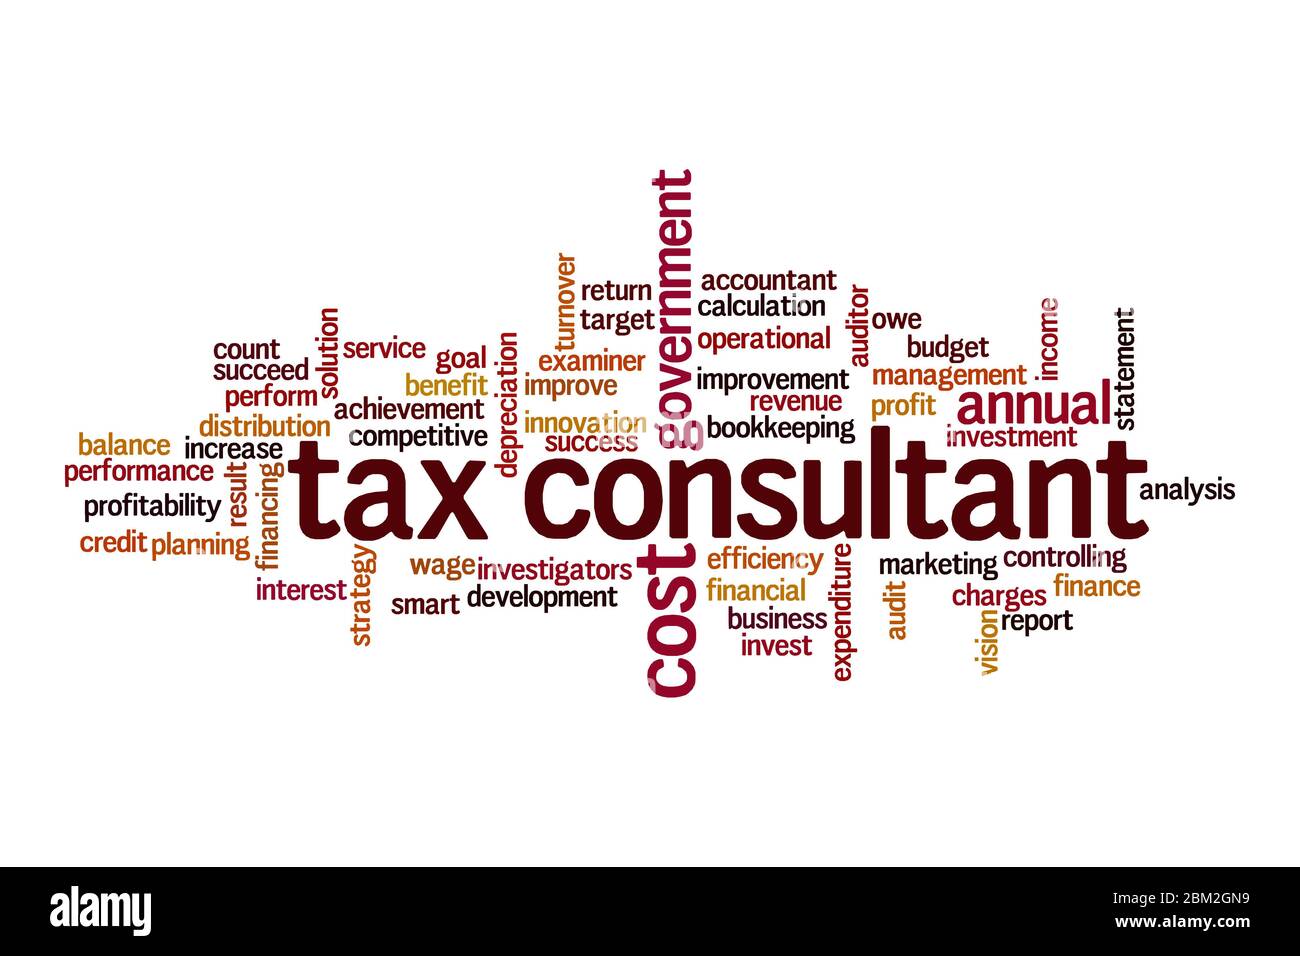 government
turnover
return
accountant
target
calculation
auditor
owe
income
statement
solution
count
service
goal
depreciation
examiner
operational
budget
succeed
benefit
improve
improvement
management
perform
achievement
innovation
revenue
profit
annual
distribution
competitive
success
bookkeeping
investment
balance
increase
performance
result
financing
tax consultant
analysis
profitability
credit
planning
strategy
wage
investigators
cost
efficiency
expenditure
marketing
controlling
interest
smart
development
financial
audit
charges
finance
business
vision
report
invest
alamy
Image ID: 2BM2GN9
www.alamy.com